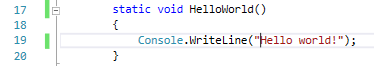 17 static void HelloWorld()
18 {
19 Console.WriteLine("Hello world!");
20 }